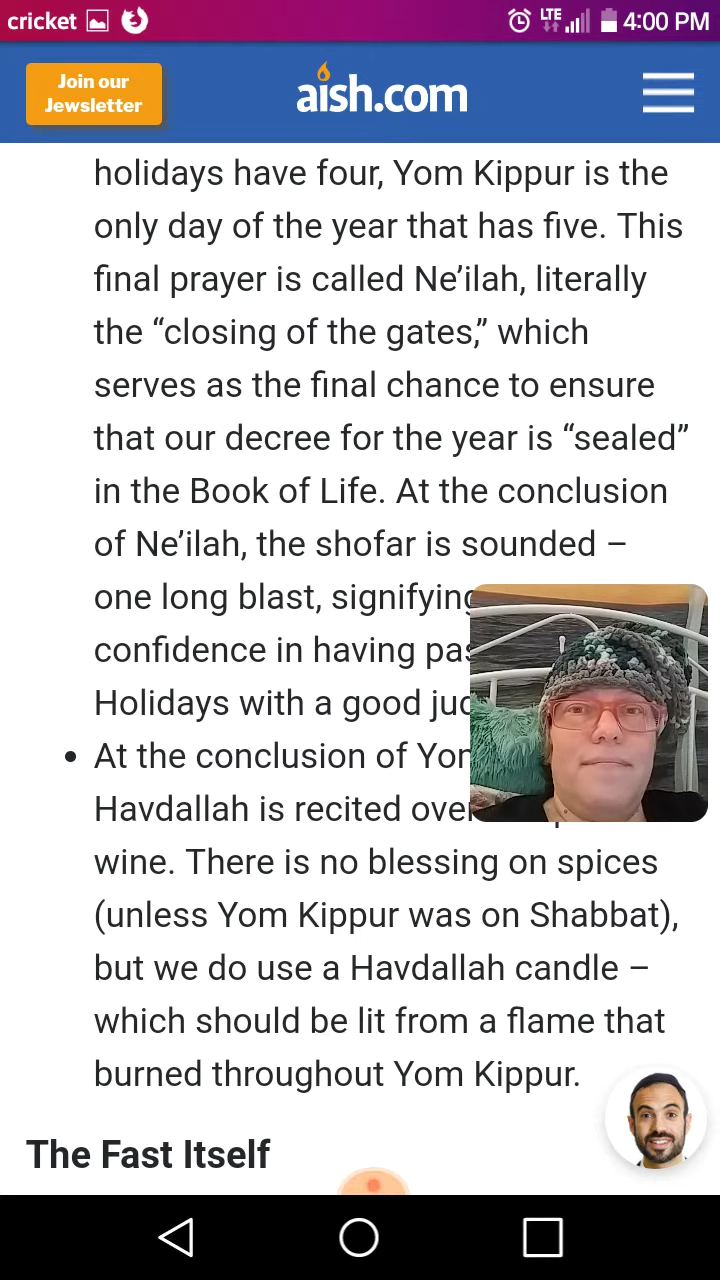 cricket
LTE
4:00 PM
Join our
Jewsletter
aish.com
holidays have four, Yom Kippur is the
only day of the year that has five. This
final prayer is called Ne’ilah, literally
the “closing of the gates,” which
serves as the final chance to ensure
that our decree for the year is “sealed”
in the Book of Life. At the conclusion
of Ne’ilah, the shofar is sounded –
one long blast, signifying
confidence in having
Holidays with a good
• At the conclusion of
Havdallah is recited
wine. There is no blessing on spices
(unless Yom Kippur was on Shabbat),
but we do use a Havdallah candle –
which should be lit from a flame that
burned throughout Yom Kippur.
The Fast Itself